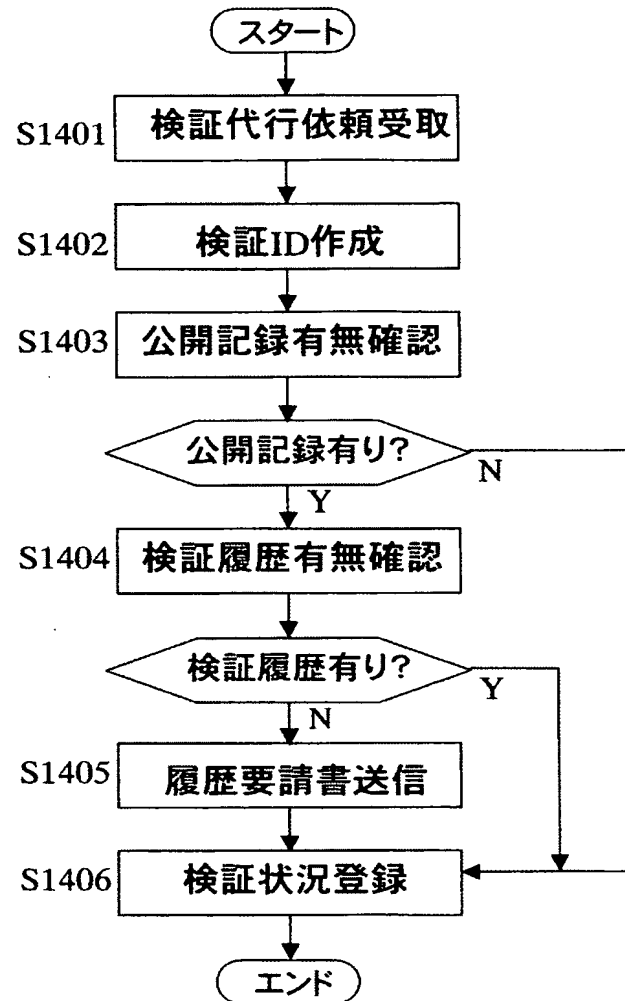 スタート
S1401 検証代行依頼受取
S1402 検証ID作成
S1403 公開記録有無確認
公開記録有り?
N
Y
S1404 検証履歴有無確認
検証履歴有り?
Y
N
S1405 履歴要請書送信
S1406 検証状況登録
エンド